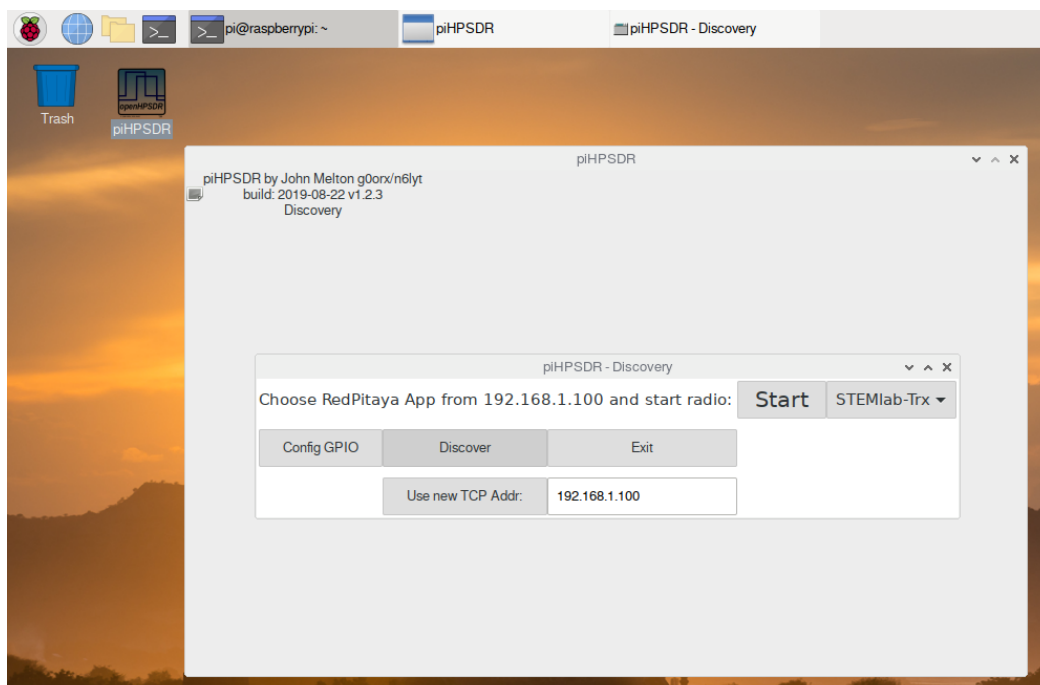 pi@raspberrypi: ~
piHPSDR
piHPSDR - Discovery
Trash
openHPSDR
piHPSDR
piHPSDR
piHPSDR by John Melton g0orx/n6lyt
build: 2019-08-22 v1.2.3
Discovery
piHPSDR - Discovery
Choose RedPitaya App from 192.168.1.100 and start radio: Start STEMlab-Trx
Config GPIO Discover Exit
Use new TCP Addr: 192.168.1.100